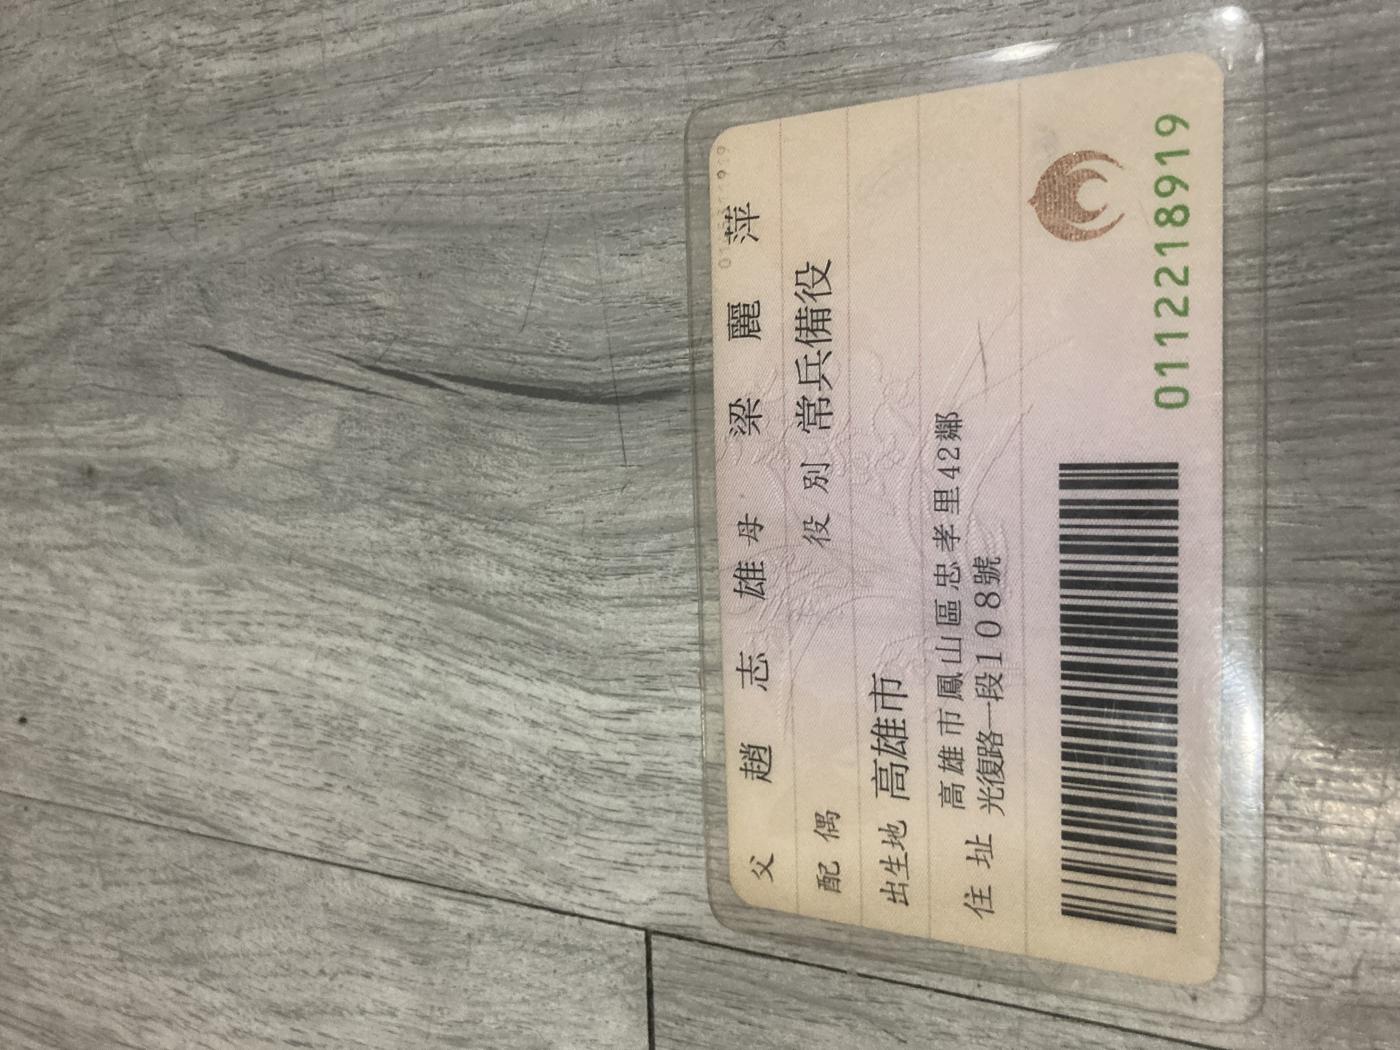 父 趙 志 雄 母 梁 麗 萍
配 偶 役 別 常兵備役
出生地 高雄市
住 址 高雄市鳳山區忠孝里42鄰
光復路一段108號
0112218919